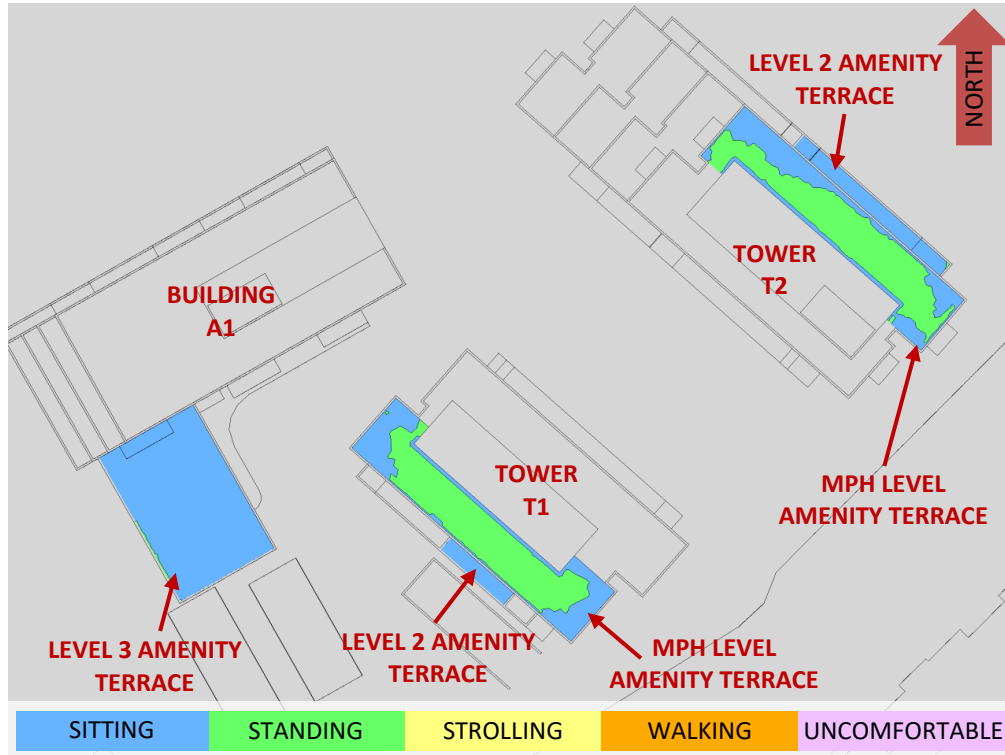 LEVEL 2 AMENITY
TERRACE
NORTH
TOWER
T2
BUILDING
A1
TOWER
T1
MPH LEVEL
AMENITY TERRACE
LEVEL 3 AMENITY
TERRACE
LEVEL 2 AMENITY
TERRACE
MPH LEVEL
AMENITY TERRACE
SITTING
STANDING
STROLLING
WALKING
UNCOMFORTABLE